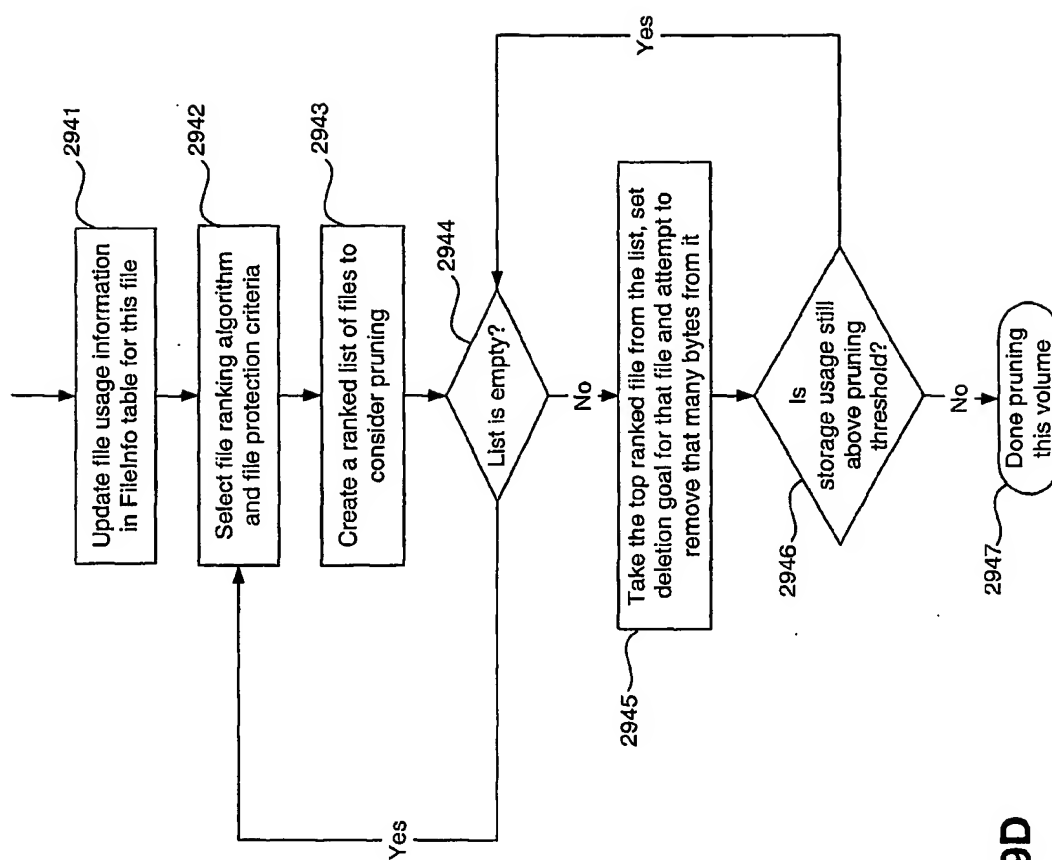 2941
Update file usage information
in FileInfo table for this file
2942
Select file ranking algorithm
and file protection criteria
2943
Create a ranked list of files to
consider pruning
2944
List is empty?
Yes
No
2945
Take the top ranked file from the list, set
deletion goal for that file and attempt to
remove that many bytes from it
2946
Is
storage usage still
above pruning
threshold?
Yes
No
2947
Done pruning
this volume
9D